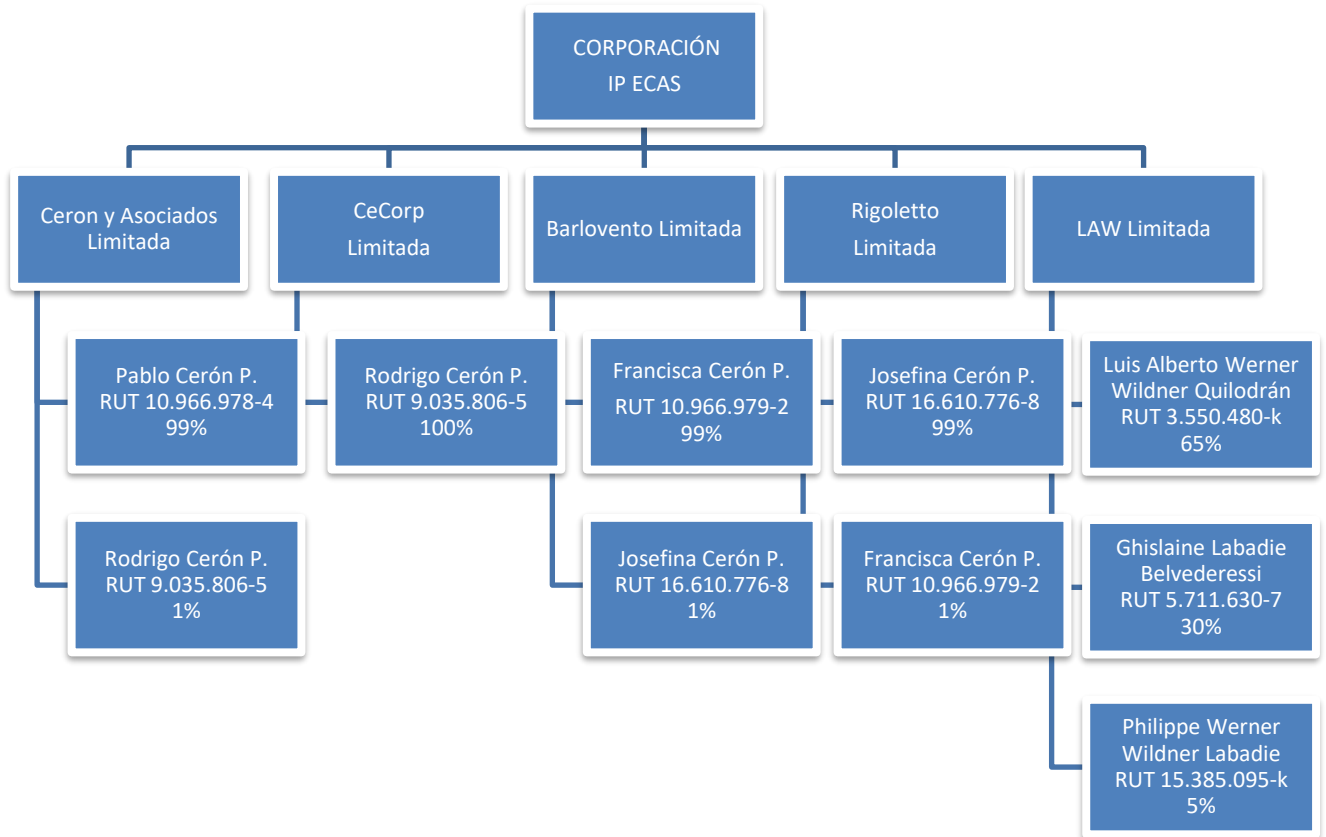 CORPORACIÓN
IP ECAS
Ceron y Asociados
Limitada
CeCorp
Limitada
Barlovento Limitada
Rigoletto
Limitada
LAW Limitada
Pablo Cerón P.
RUT 10.966.978-4
99%
Rodrigo Cerón P.
RUT 9.035.806-5
100%
Francisca Cerón P.
RUT 10.966.979-2
99%
Josefina Cerón P.
RUT 16.610.776-8
99%
Luis Alberto Werner
Wildner Quilodrán
RUT 3.550.480-k
65%
Rodrigo Cerón P.
RUT 9.035.806-5
1%
Josefina Cerón P.
RUT 16.610.776-8
1%
Francisca Cerón P.
RUT 10.966.979-2
1%
Ghislaine Labadie
Belvederessi
RUT 5.711.630-7
30%
Philippe Werner
Wildner Labadie
RUT 15.385.095-k
5%